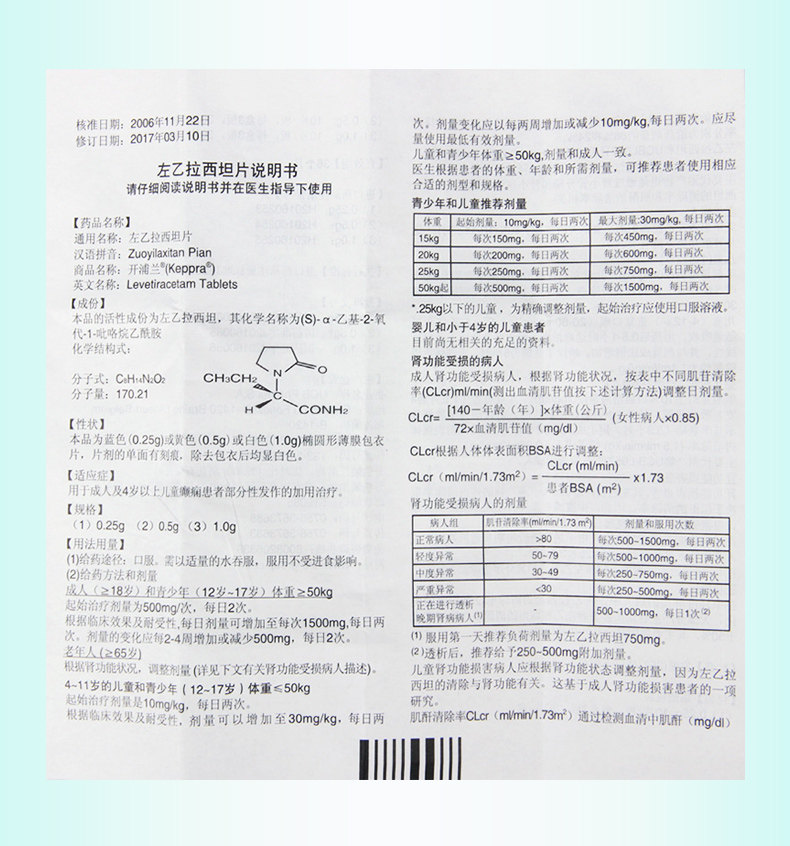 核准日期：2006年11月22日
修订日期：2017年03月10日
左乙拉西坦片说明书
请仔细阅读说明书并在医生指导下使用
【药品名称】
通用名称：左乙拉西坦片
汉语拼音：Zuoyilaxitan Pian
商品名称：开浦兰®(Keppra®)
英文名称：Levetiracetam Tablets
【成份】
本品的活性成份为左乙拉西坦，其化学名称为(S)-α-乙基-2-氧
代-1-吡咯烷乙酰胺
化学结构式：
CH₃CH₂
N
O
H
CONH₂
分子式：C₈H₁₄N₂O₂
分子量：170.21
【性状】
本品为蓝色(0.25g)或黄色(0.5g)或白色(1.0g)椭圆形薄膜包衣
片，片剂的单面有刻痕，除去包衣后均显白色。
【适应症】
用于成人及4岁以上儿童癫痫患者部分性发作的加用治疗。
【规格】
（1）0.25g （2）0.5g（3）1.0g
【用法用量】
(1)给药途径：口服。需以适量的水吞服，服用不受进食影响。
(2)给药方法和剂量
成人（≥18岁）和青少年（12岁~17岁）体重≥50kg
起始治疗剂量为500mg/次，每日2次。
根据临床效果及耐受性,每日剂量可增加至每次1500mg,每日两
次。剂量的变化应每2-4周增加或减少500mg，每日2次。
老年人(≥65岁)
根据肾功能状况，调整剂量(详见下文有关肾功能受损病人描述)。
4~11岁的儿童和青少年（12~17岁）体重≤50kg
起始治疗剂量是10mg/kg，每日两次。
根据临床效果及耐受性，剂量可以增加至30mg/kg，每日两
次。剂量变化应以每两周增加或减少10mg/kg,每日两次。应尽
量使用最低有效剂量。
儿童和青少年体重≥50kg,剂量和成人一致。
医生根据患者的体重、年龄和所需剂量，可推荐患者使用相应
合适的剂型和规格。
青少年和儿童推荐剂量
体重 起始剂量：10mg/kg，每日两次 最大剂量:30mg/kg, 每日两次
15kg 每次150mg，每日两次 每次450mg，每日两次
20kg 每次200mg，每日两次 每次600mg，每日两次
25kg 每次250mg，每日两次 每次750mg，每日两次
50kg起 每次500mg，每日两次 每次1500mg，每日两次
*.25kg以下的儿童，为精确调整剂量，起始治疗应使用口服溶液。
婴儿和小于4岁的儿童患者
目前尚无相关的充足的资料。
肾功能受损的病人
成人肾功能受损病人，根据肾功能状况，按表中不同肌苷清除
率(CLcr)ml/min(测出血清肌苷值按下述计算方法)调整日剂量。
CLcr= [140－年龄（年）]×体重(公斤) (女性病人×0.85)
72×血清肌苷值（mg/dl）
CLcr根据人体体表面积BSA进行调整：
CLcr（ml/min/1.73m²）= CLcr (ml/min) ×1.73
患者BSA (m²)
肾功能受损病人的剂量
病人组 肌苷清除率(ml/min/1.73 m²) 剂量和服用次数
正常病人 >80 每次500~1500mg，每日两次
轻度异常 50-79 每次500~1000mg，每日两次
中度异常 30-49 每次250~750mg，每日两次
严重异常 <30 每次250~500mg，每日两次
正在进行透析
晚期肾病病人⁽¹⁾ - 500~1000mg，每日1次⁽²⁾
⁽¹⁾ 服用第一天推荐负荷剂量为左乙拉西坦750mg。
⁽²⁾透析后，推荐给予250~500mg附加剂量。
儿童肾功能损害病人应根据肾功能状态调整剂量，因为左乙拉
西坦的清除与肾功能有关。这基于成人肾功能损害患者的一项
研究。
肌酐清除率CLcr（ml/min/1.73m²）通过检测血清中肌酐（mg/dl）